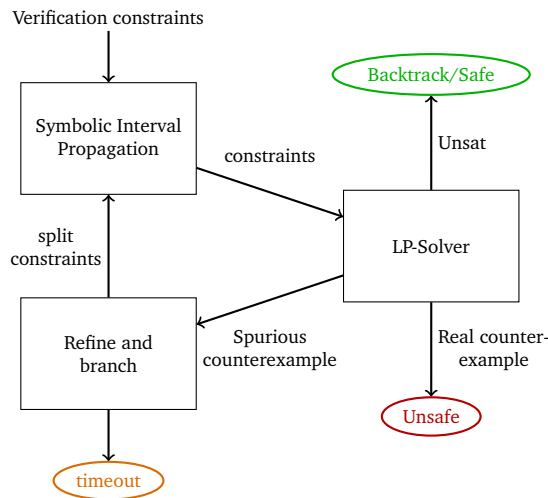 Verification constraints
Backtrack/Safe
Symbolic Interval
Propagation
constraints
Unsat
split
constraints
LP-Solver
Refine and
branch
Spurious
counterexample
Real counter-
example
Unsafe
timeout